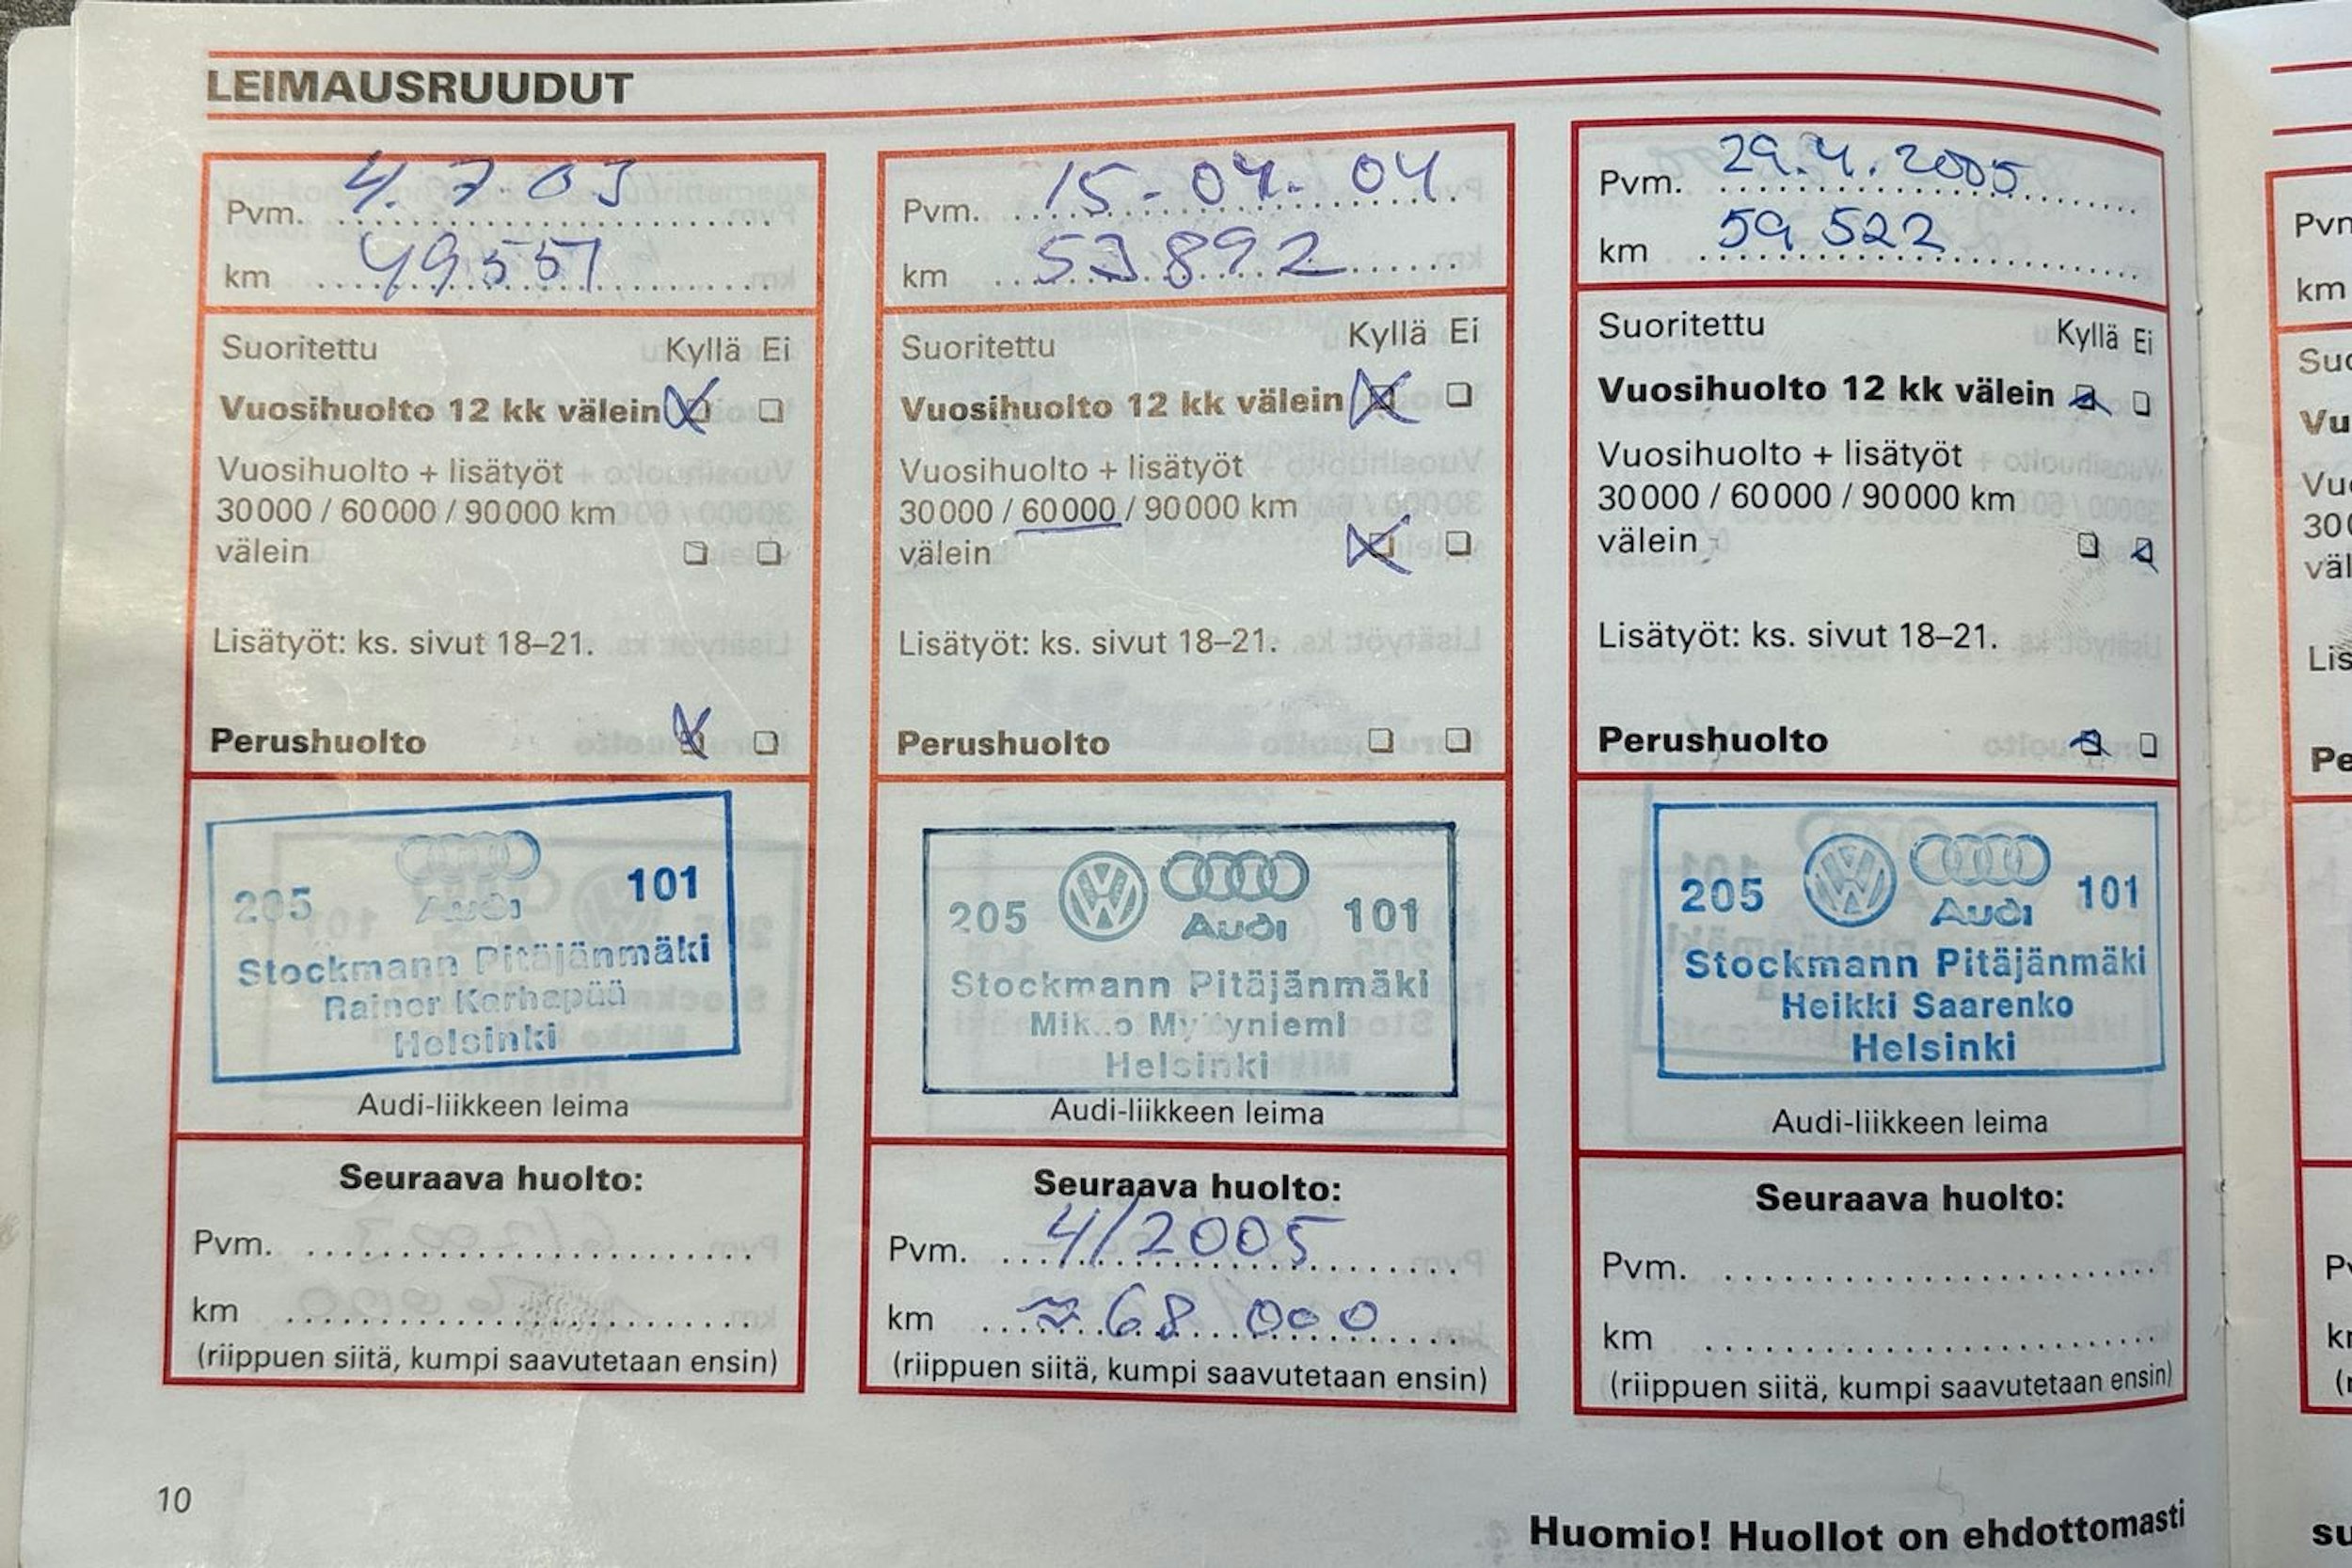 LEIMAUSRUUDUT
Pvm. 4.7.03
km 49551
Suoritettu Kyllä Ei
Vuosihuolto 12 kk välein
Vuosihuolto + lisätyöt
30000 / 60000 / 90000 km
välein
Lisätyöt: ks. sivut 18–21.
Perushuolto
205 101
Audi
Stockmann Pitäjänmäki
Rainer Karhapää
Helsinki
Audi-liikkeen leima
Seuraava huolto:
Pvm.
km
(riippuen siitä, kumpi saavutetaan ensin)
Pvm. 15-04-04
km 53892
Suoritettu Kyllä Ei
Vuosihuolto 12 kk välein
Vuosihuolto + lisätyöt
30000 / 60000 / 90000 km
välein
Lisätyöt: ks. sivut 18–21.
Perushuolto
205 101
Audi
Stockmann Pitäjänmäki
Helsinki
Audi-liikkeen leima
Seuraava huolto:
Pvm. 4/2005
km ≈ 68 000
(riippuen siitä, kumpi saavutetaan ensin)
Pvm. 29.4.2005
km 59 522
Suoritettu Kyllä Ei
Vuosihuolto 12 kk välein
Vuosihuolto + lisätyöt
30000 / 60000 / 90000 km
välein
Lisätyöt: ks. sivut 18–21.
Perushuolto
205 101
Audi
Stockmann Pitäjänmäki
Heikki Saarenko
Helsinki
Audi-liikkeen leima
Seuraava huolto:
Pvm.
km
(riippuen siitä, kumpi saavutetaan ensin)
10
Huomio! Huollot on ehdottomasti